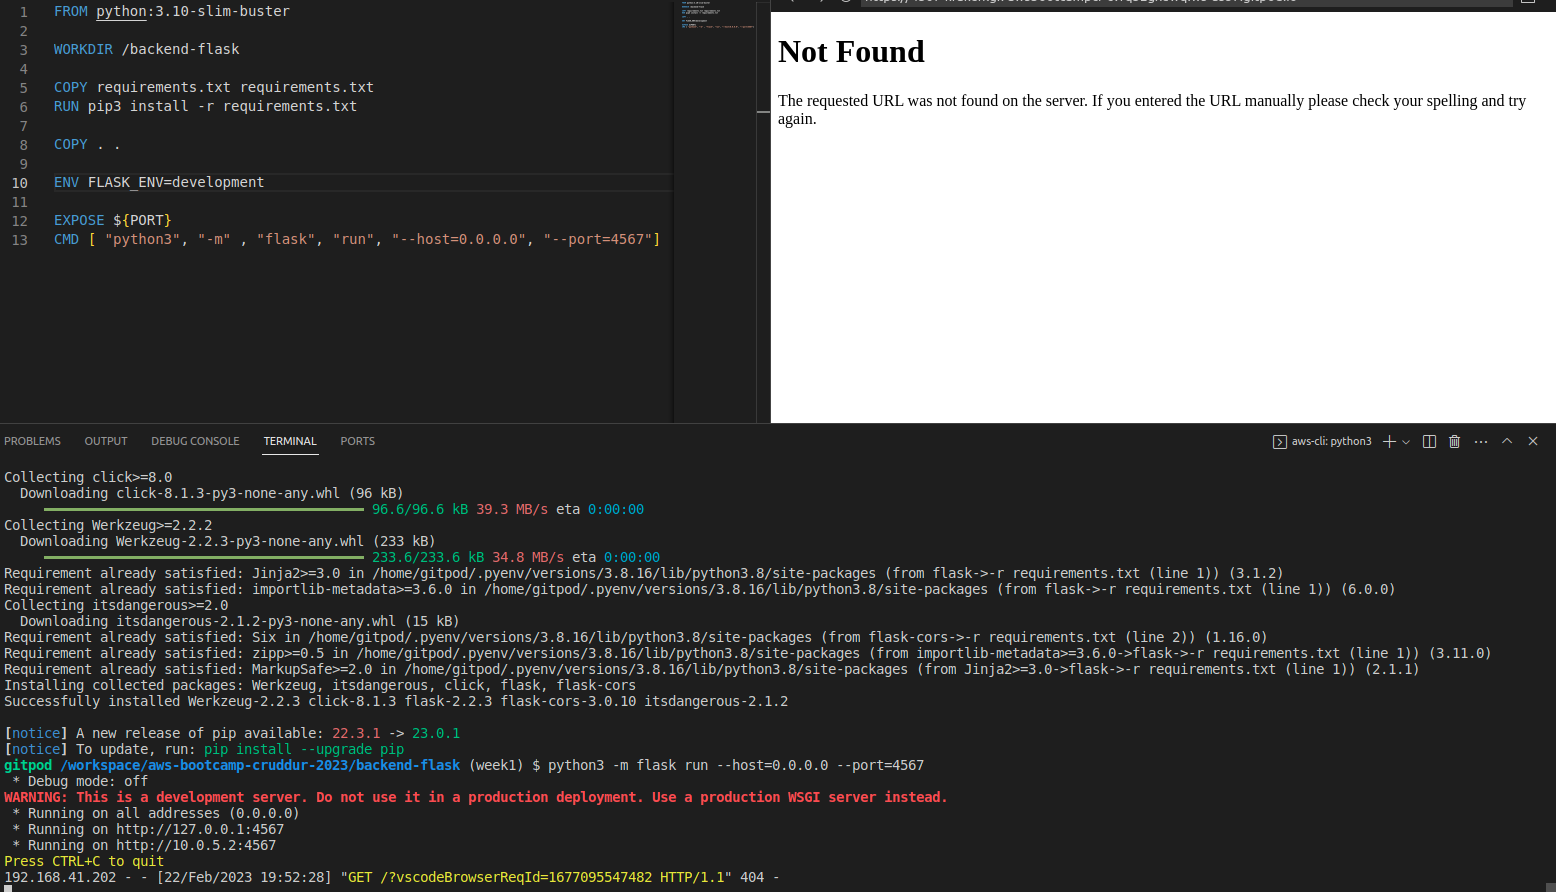 1 FROM python:3.10-slim-buster
2
3 WORKDIR /backend-flask
4
5 COPY requirements.txt requirements.txt
6 RUN pip3 install -r requirements.txt
7
8 COPY . .
9
10 ENV FLASK_ENV=development
11
12 EXPOSE ${PORT}
13 CMD [ "python3", "-m" , "flask", "run", "--host=0.0.0.0", "--port=4567"]
Not Found
The requested URL was not found on the server. If you entered the URL manually please check your spelling and try
again.
PROBLEMS OUTPUT DEBUG CONSOLE TERMINAL PORTS
aws-cli: python3
Collecting click>=8.0
Downloading click-8.1.3-py3-none-any.whl (96 kB)
96.6/96.6 kB 39.3 MB/s eta 0:00:00
Collecting Werkzeug>=2.2.2
Downloading Werkzeug-2.2.3-py3-none-any.whl (233 kB)
233.6/233.6 kB 34.8 MB/s eta 0:00:00
Requirement already satisfied: Jinja2>=3.0 in /home/gitpod/.pyenv/versions/3.8.16/lib/python3.8/site-packages (from flask->-r requirements.txt (line 1)) (3.1.2)
Requirement already satisfied: importlib-metadata>=3.6.0 in /home/gitpod/.pyenv/versions/3.8.16/lib/python3.8/site-packages (from flask->-r requirements.txt (line 1)) (6.0.0)
Collecting itsdangerous>=2.0
Downloading itsdangerous-2.1.2-py3-none-any.whl (15 kB)
Requirement already satisfied: Six in /home/gitpod/.pyenv/versions/3.8.16/lib/python3.8/site-packages (from flask-cors->-r requirements.txt (line 2)) (1.16.0)
Requirement already satisfied: zipp>=0.5 in /home/gitpod/.pyenv/versions/3.8.16/lib/python3.8/site-packages (from importlib-metadata>=3.6.0->flask->-r requirements.txt (line 1)) (3.11.0)
Requirement already satisfied: MarkupSafe>=2.0 in /home/gitpod/.pyenv/versions/3.8.16/lib/python3.8/site-packages (from Jinja2>=3.0->flask->-r requirements.txt (line 1)) (2.1.1)
Installing collected packages: Werkzeug, itsdangerous, click, flask, flask-cors
Successfully installed Werkzeug-2.2.3 click-8.1.3 flask-2.2.3 flask-cors-3.0.10 itsdangerous-2.1.2
[notice] A new release of pip available: 22.3.1 -> 23.0.1
[notice] To update, run: pip install --upgrade pip
gitpod /workspace/aws-bootcamp-cruddur-2023/backend-flask (week1) $ python3 -m flask run --host=0.0.0.0 --port=4567
* Debug mode: off
WARNING: This is a development server. Do not use it in a production deployment. Use a production WSGI server instead.
* Running on all addresses (0.0.0.0)
* Running on http://127.0.0.1:4567
* Running on http://10.0.5.2:4567
Press CTRL+C to quit
192.168.41.202 - - [22/Feb/2023 19:52:28] "GET /?vscodeBrowserReqId=1677095547482 HTTP/1.1" 404 -